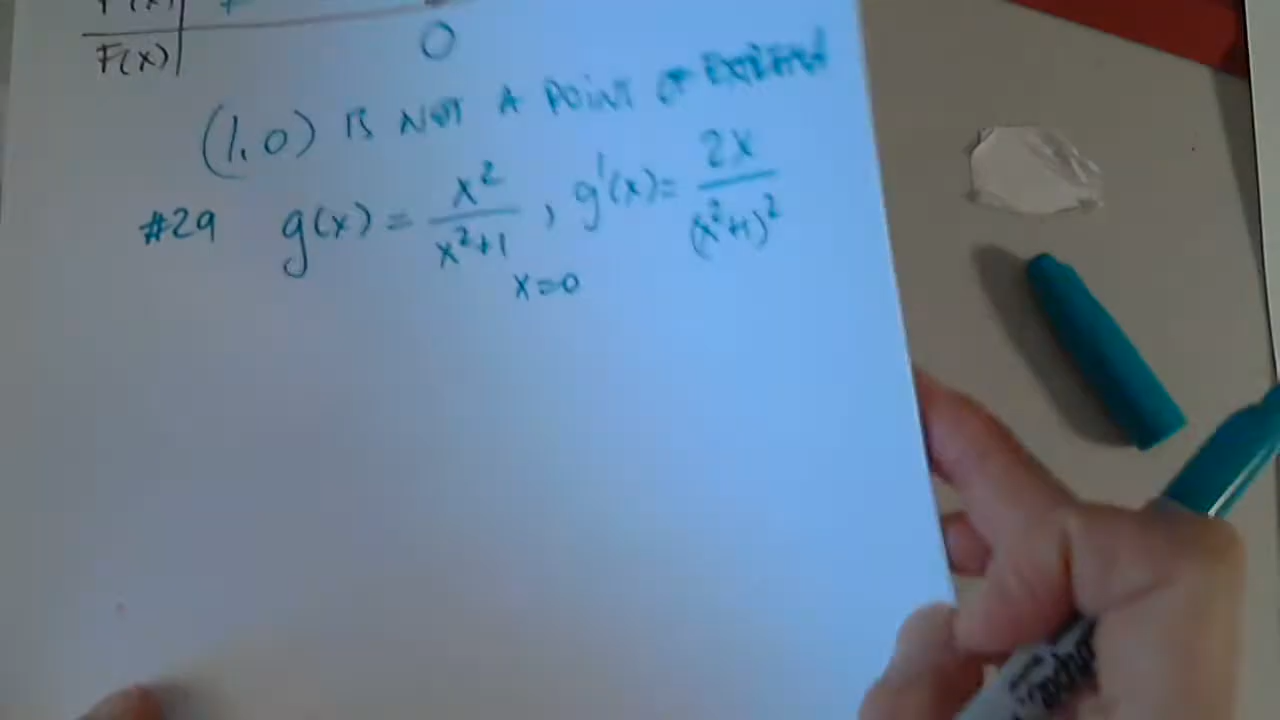 F(x) 0
(1,0) IS NOT A POINT OF
#29 g(x) = x²/(x²+1), g'(x) = 2x/(x²+1)²
x=0